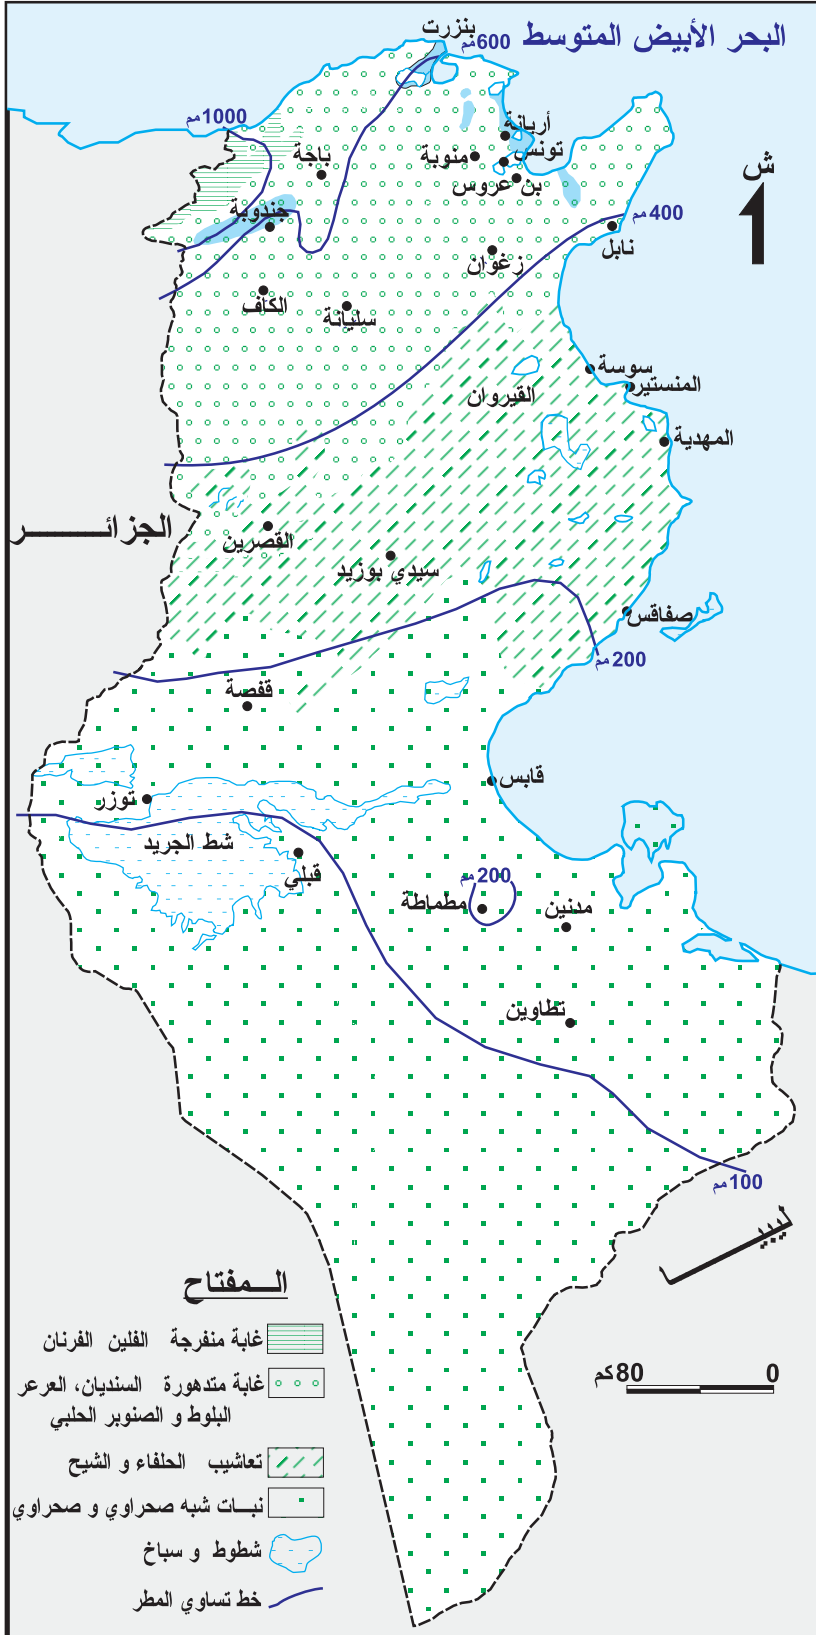 البحر الأبيض المتوسط
بنزرت
600مم
1000مم
أريانة
تونس
منوبة
بن عروس
باجة
ش
جندوبة
400مم
نابل
زغوان
الكاف
سليانة
سوسة
المنستير
القيروان
المهدية
الجزائــــــــر
القصرين
سيدي بوزيد
صفاقس
200مم
قفصة
قابس
توزر
شط الجريد
قبلي
200مم
مطماطة
مدنين
تطاوين
100مم
المفتاح
غابة منفرجة الفلين الفرنان
غابة متدهورة السنديان، العرعر
البلوط و الصنوبر الحلبي
تعاشيب الحلفاء و الشيح
نبـــات شبه صحراوي و صحراوي
شطوط و سباخ
خط تساوي المطر
80كم 0